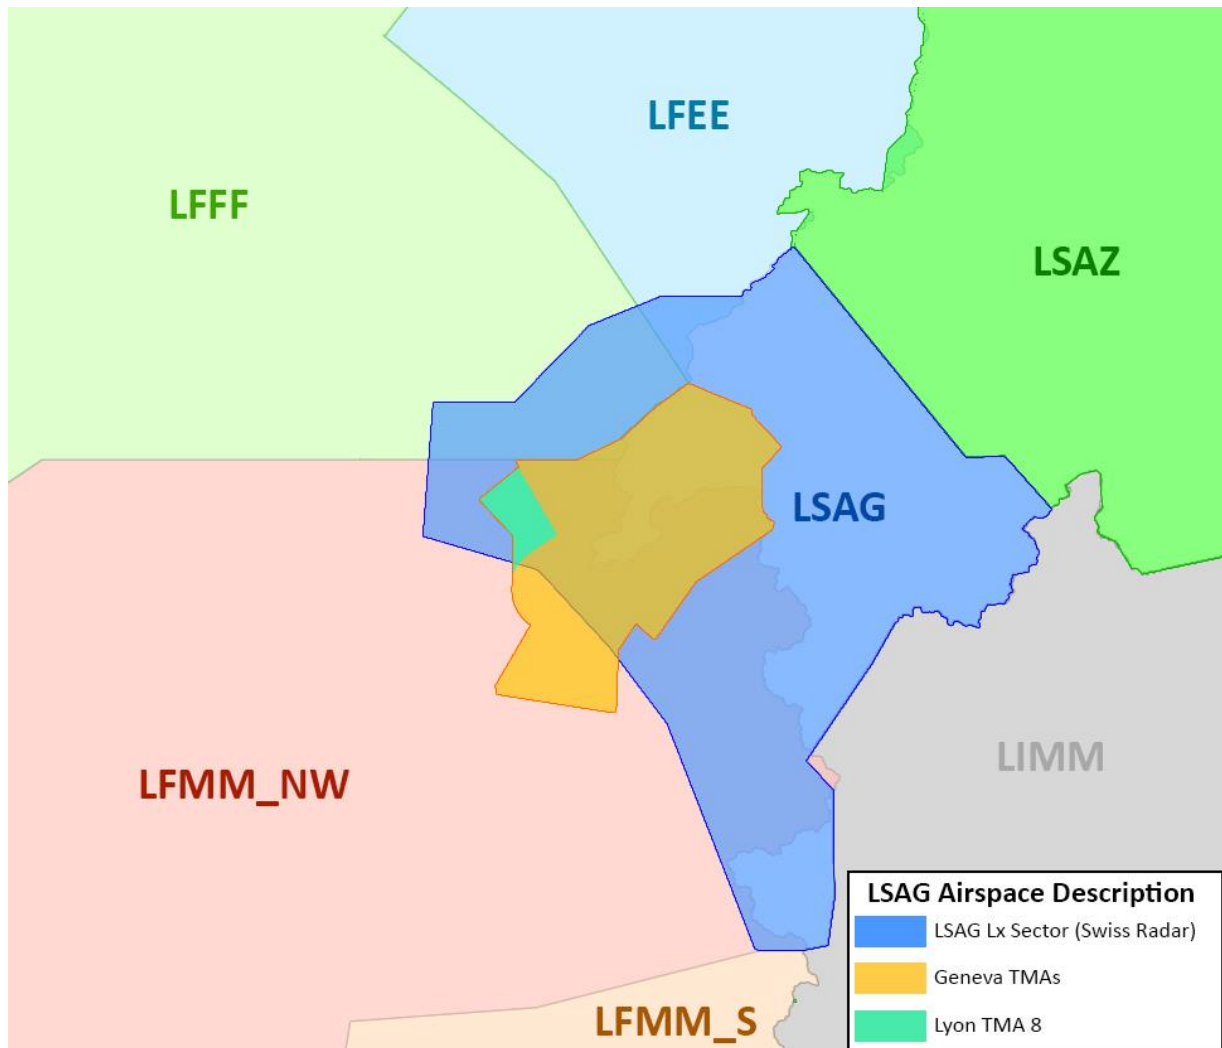 LFEE
LFFF
LSAZ
LSAG
LIMM
LFMM_NW
LFMM_S
LSAG Airspace Description
LSAG Lx Sector (Swiss Radar)
Geneva TMAs
Lyon TMA 8